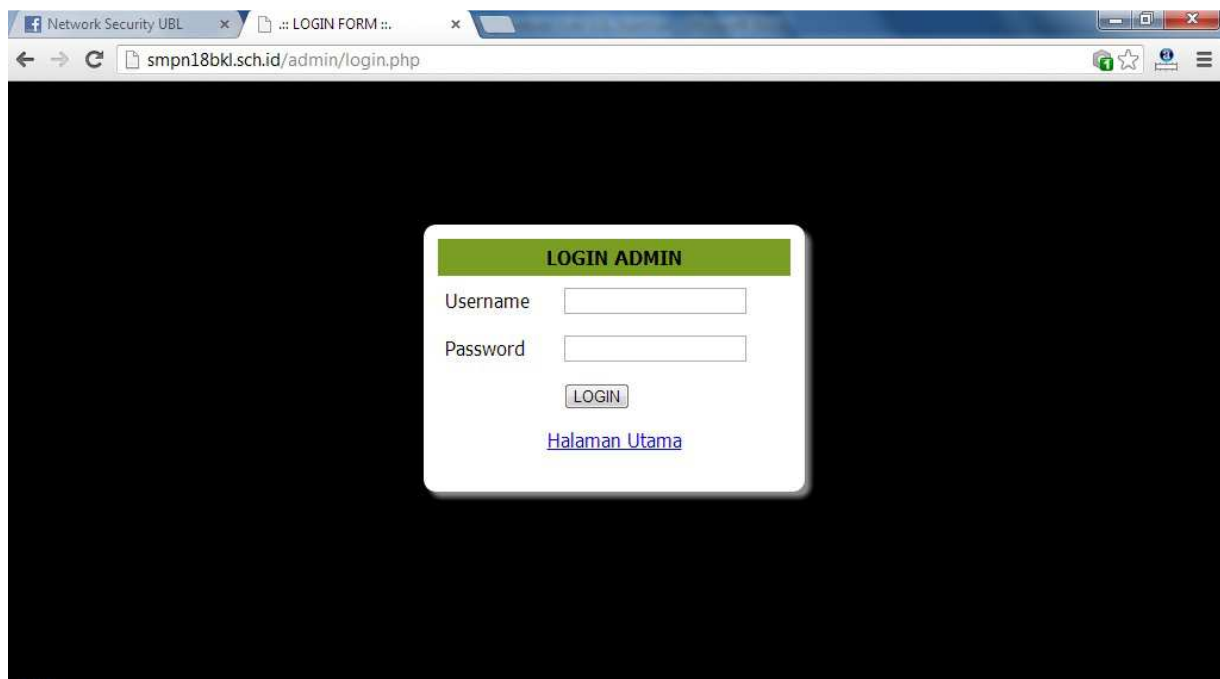 Network Security UBL
.:: LOGIN FORM ::.
smpn18bkl.sch.id/admin/login.php
LOGIN ADMIN
Username
Password
LOGIN
Halaman Utama